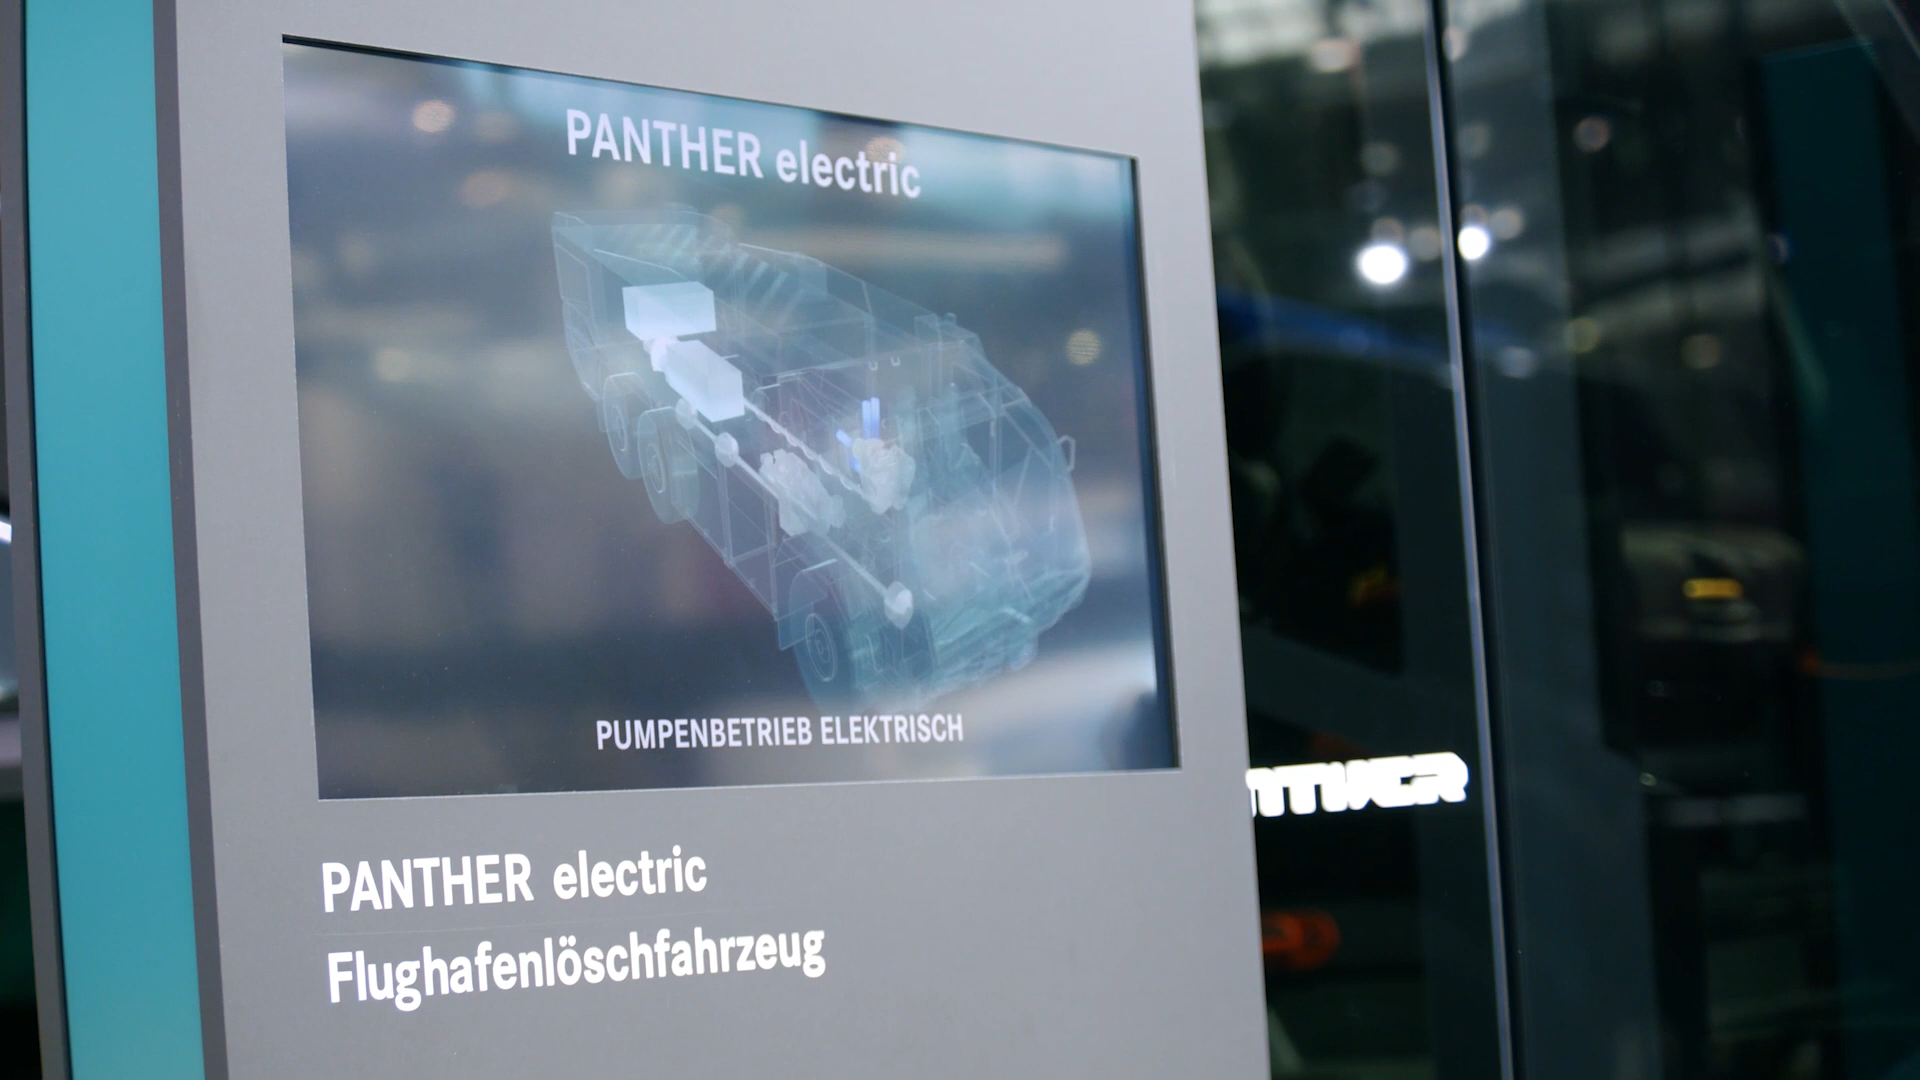 PANTHER electric
PUMPENBETRIEB ELEKTRISCH
PANTHER electric
Flughafenlöschfahrzeug